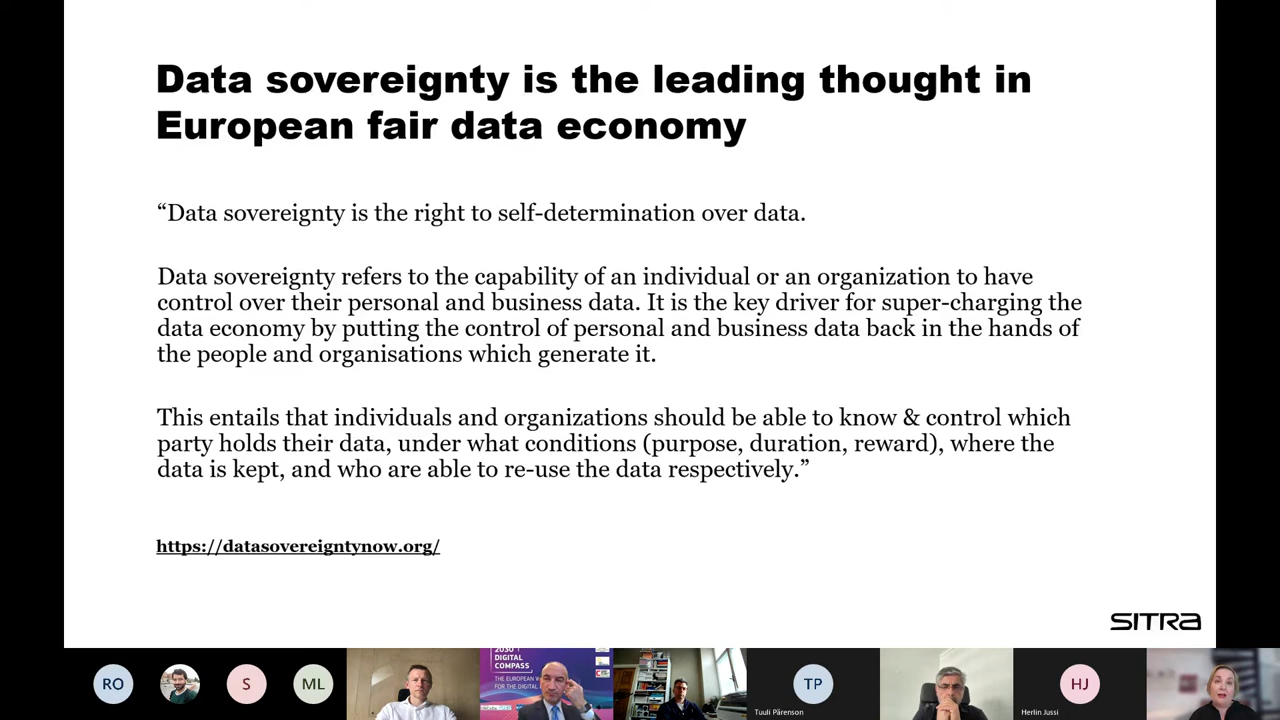 Data sovereignty is the leading thought in
European fair data economy
“Data sovereignty is the right to self-determination over data.
Data sovereignty refers to the capability of an individual or an organization to have
control over their personal and business data. It is the key driver for super-charging the
data economy by putting the control of personal and business data back in the hands of
the people and organisations which generate it.
This entails that individuals and organizations should be able to know & control which
party holds their data, under what conditions (purpose, duration, reward), where the
data is kept, and who are able to re-use the data respectively.”
https://datasovereigntynow.org/
SITRA
RO
S
ML
2030
DIGITAL
COMPASS
THE EUROPEAN
FOR THE DIGITAL
TP
Tuuli Pärenson
HJ
Herlin Jussi